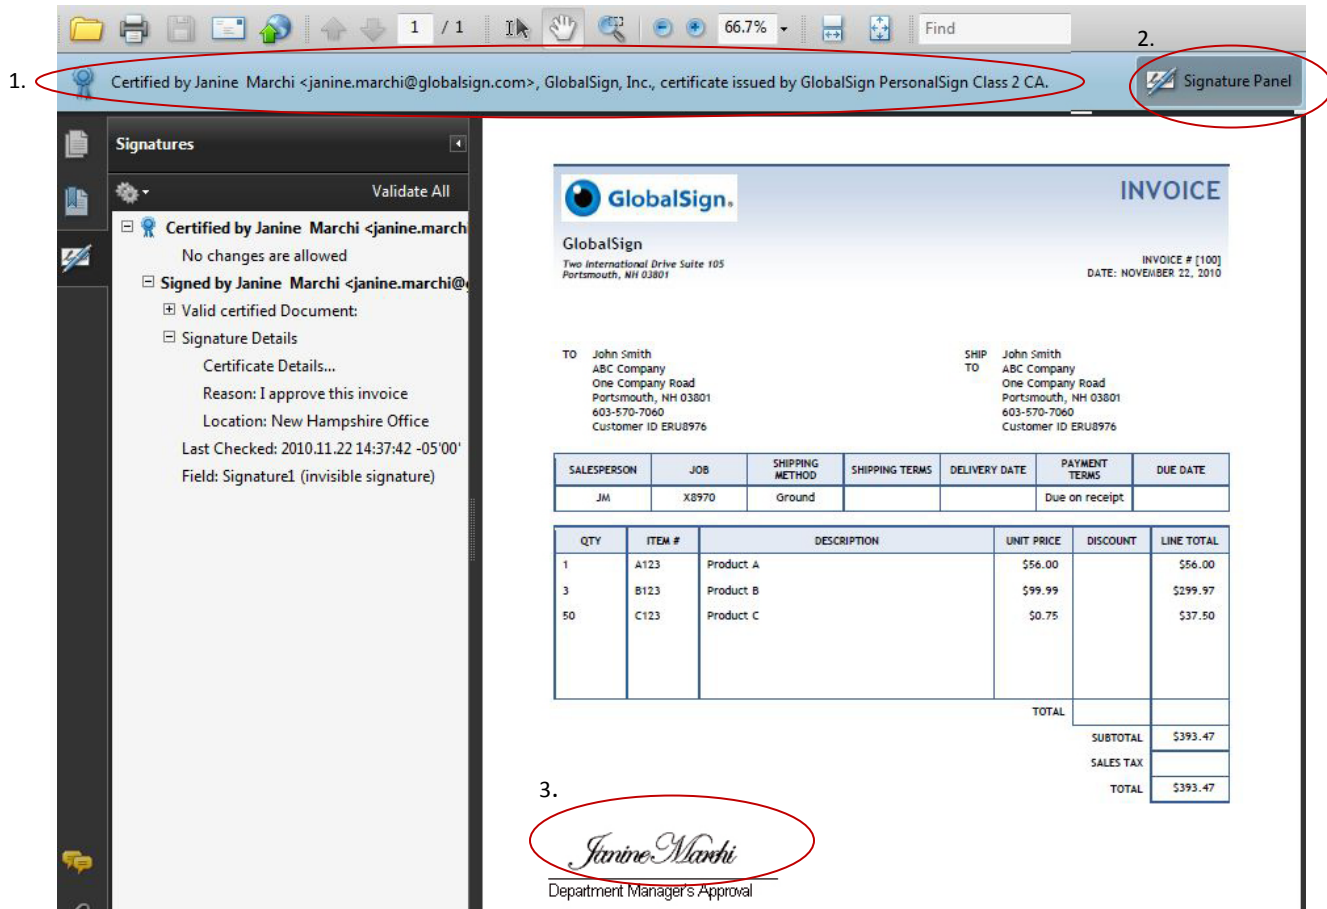 1 / 1
66.7%
Find
2.
1.
Certified by Janine Marchi <janine.marchi@globalsign.com>, GlobalSign, Inc., certificate issued by GlobalSign PersonalSign Class 2 CA.
Signature Panel
Signatures
Validate All
Certified by Janine Marchi <janine.march
No changes are allowed
Signed by Janine Marchi <janine.marchi@g
Valid certified Document:
Signature Details
Certificate Details...
Reason: I approve this invoice
Location: New Hampshire Office
Last Checked: 2010.11.22 14:37:42 -05'00'
Field: Signature1 (invisible signature)
GlobalSign.
INVOICE
GlobalSign
Two International Drive Suite 105
Portsmouth, NH 03801
INVOICE # [100]
DATE: NOVEMBER 22, 2010
TO John Smith
ABC Company
One Company Road
Portsmouth, NH 03801
603-570-7060
Customer ID ERU8976
SHIP TO John Smith
ABC Company
One Company Road
Portsmouth, NH 03801
603-570-7060
Customer ID ERU8976
SALESPERSON JOB SHIPPING METHOD SHIPPING TERMS DELIVERY DATE PAYMENT TERMS DUE DATE
JM X8970 Ground Due on receipt
QTY ITEM # DESCRIPTION UNIT PRICE DISCOUNT LINE TOTAL
1 A123 Product A $56.00 $56.00
3 B123 Product B $99.99 $299.97
50 C123 Product C $0.75 $37.50
TOTAL
SUBTOTAL $393.47
SALES TAX
TOTAL $393.47
3.
Janine Marchi
Department Manager's Approval